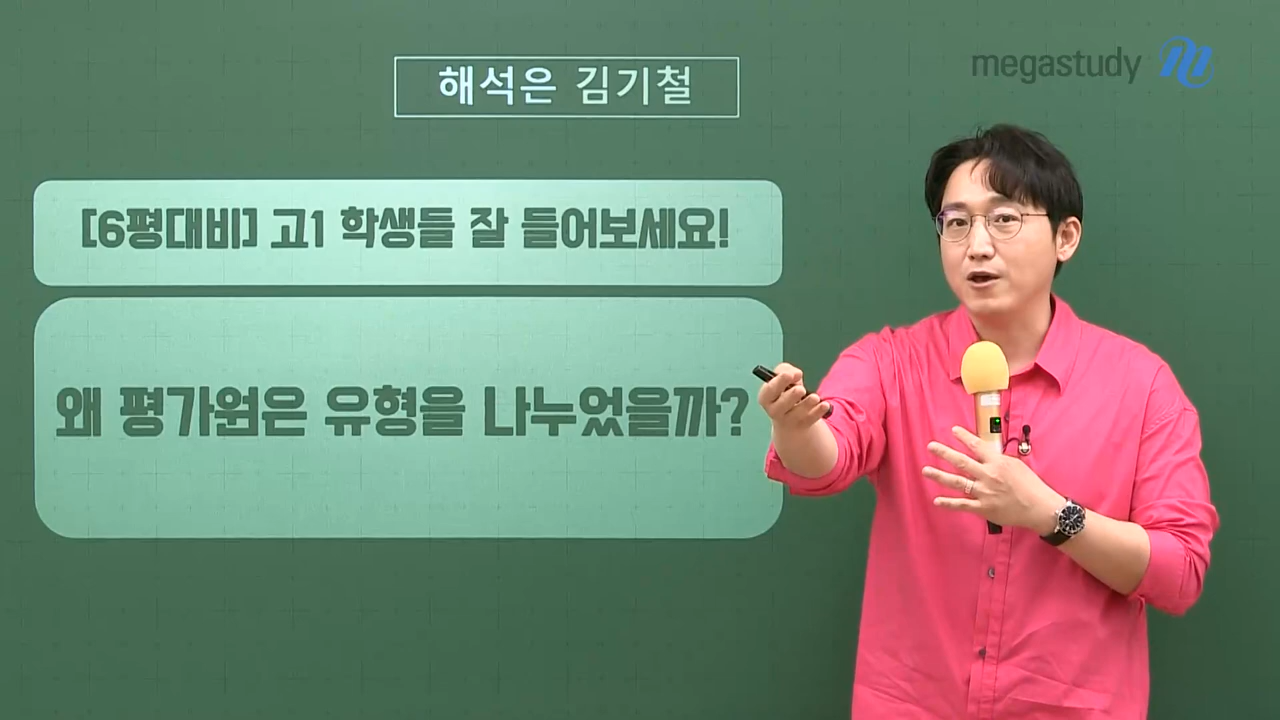 해석은 김기철
megastudy
[6평대비] 고1 학생들 잘 들어보세요!
왜 평가원은 유형을 나누었을까?